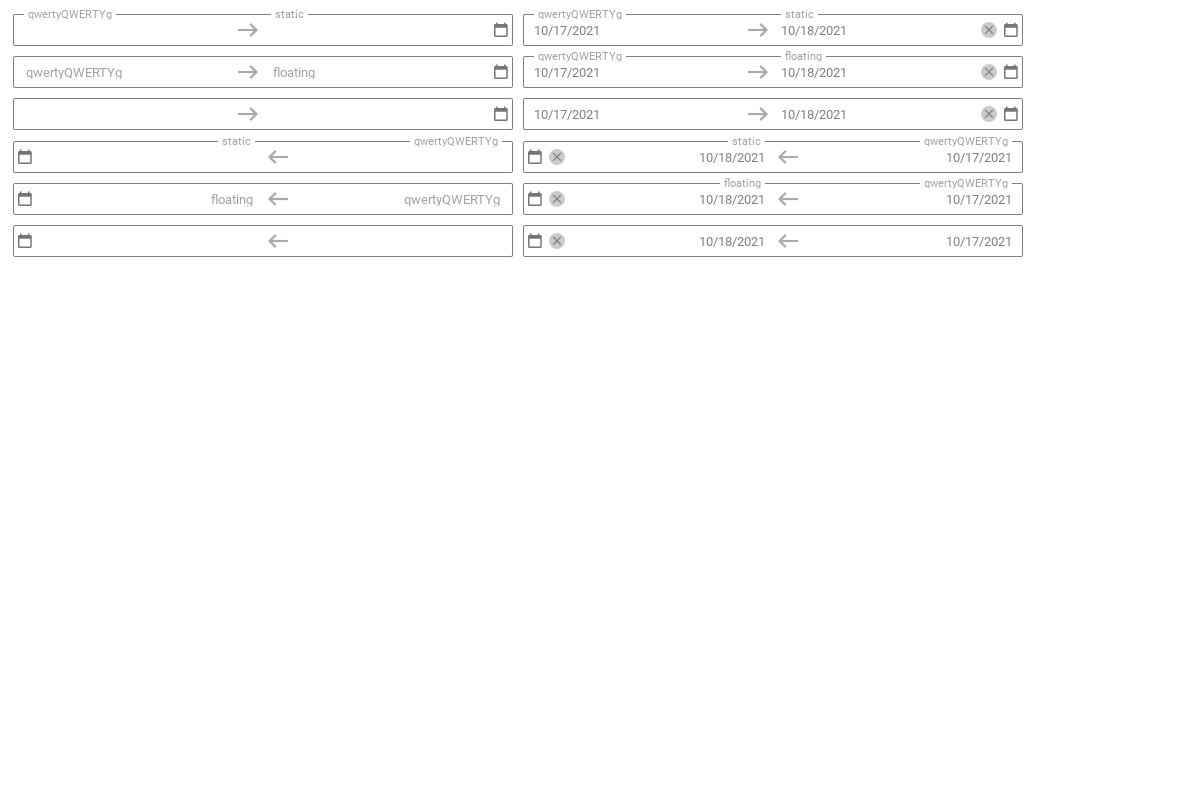 qwertyQWERTYg static qwertyQWERTYg static
10/17/2021 10/18/2021
qwertyQWERTYg floating
qwertyQWERTYg floating 10/17/2021 10/18/2021
10/17/2021 10/18/2021
static qwertyQWERTYg static qwertyQWERTYg
10/18/2021 10/17/2021
floating qwertyQWERTYg
floating qwertyQWERTYg 10/18/2021 10/17/2021
10/18/2021 10/17/2021